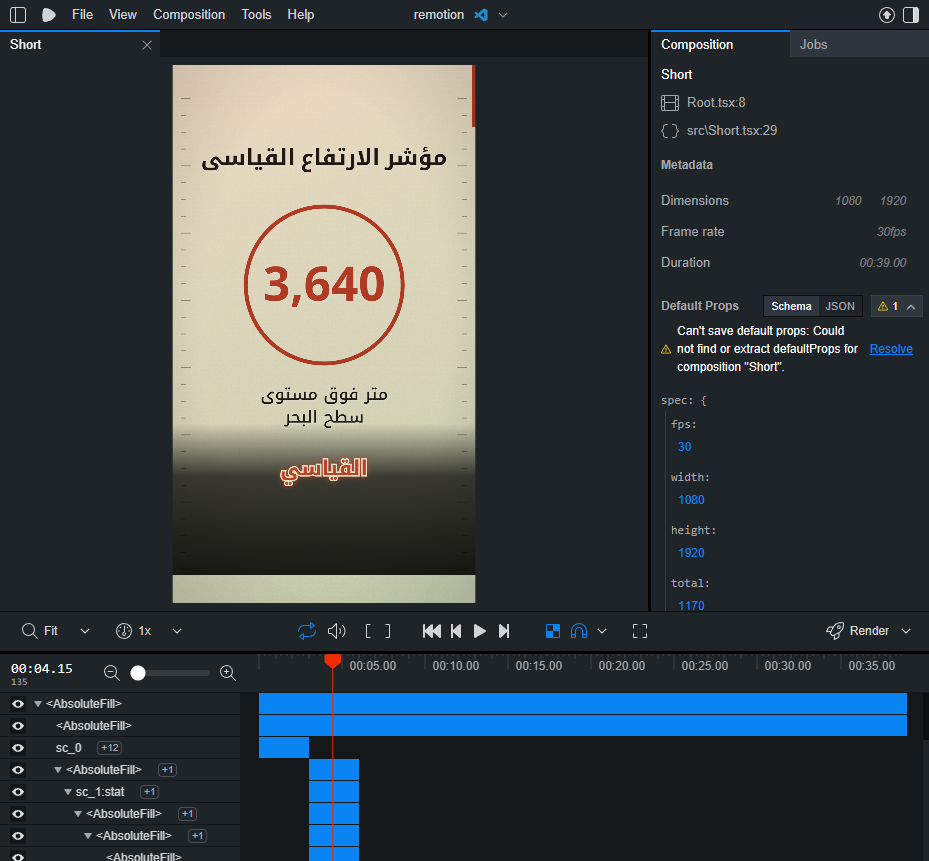 File View Composition Tools Help
remotion
Short
Composition
Jobs
Short
Root.tsx:8
src\Short.tsx:29
Metadata
Dimensions 1080 1920
Frame rate 30fps
Duration 00:39.00
Default Props Schema JSON 1
Can't save default props: Could
not find or extract defaultProps for
composition "Short".
Resolve
spec: {
fps:
30
width:
1080
height:
1920
total:
1170
مؤشر الارتفاع القياسى
3,640
متر فوق مستوى
سطح البحر
القياسي
Fit
1x
[ ]
Render
00:04.15
135
00:05.00 00:10.00 00:15.00 00:20.00 00:25.00 00:30.00 00:35.00
<AbsoluteFill>
<AbsoluteFill>
sc_0 +12
<AbsoluteFill> +1
sc_1:stat +1
<AbsoluteFill> +1
<AbsoluteFill> +1
<AbsoluteFill>